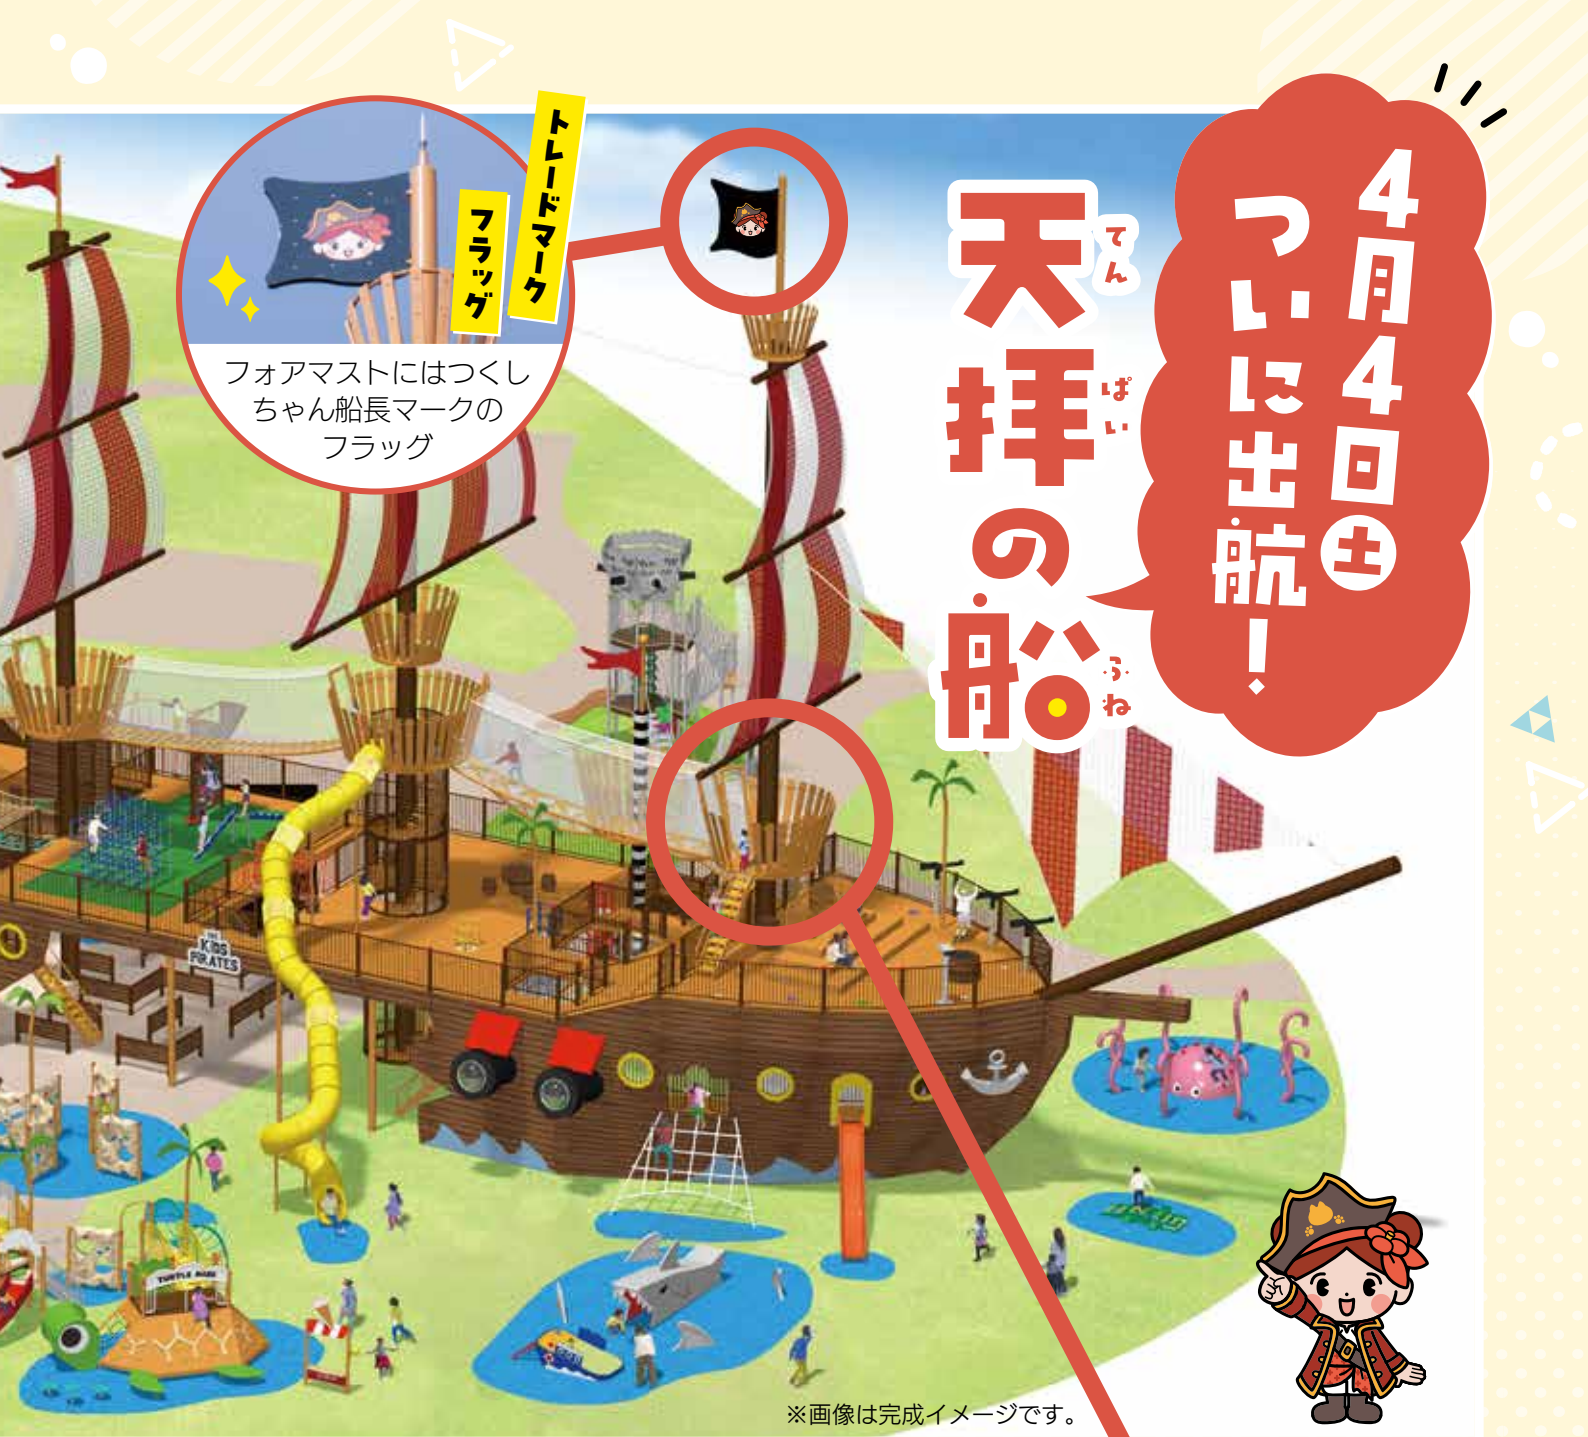 4月4日㊏
ついに出航！
天拝の船
てん
ぱい
ふね
トレードマーク
フラッグ
フォアマストにはつくし
ちゃん船長マークの
フラッグ
THE
KIDS
PIRATES
TURTLE MAZE
※画像は完成イメージです。